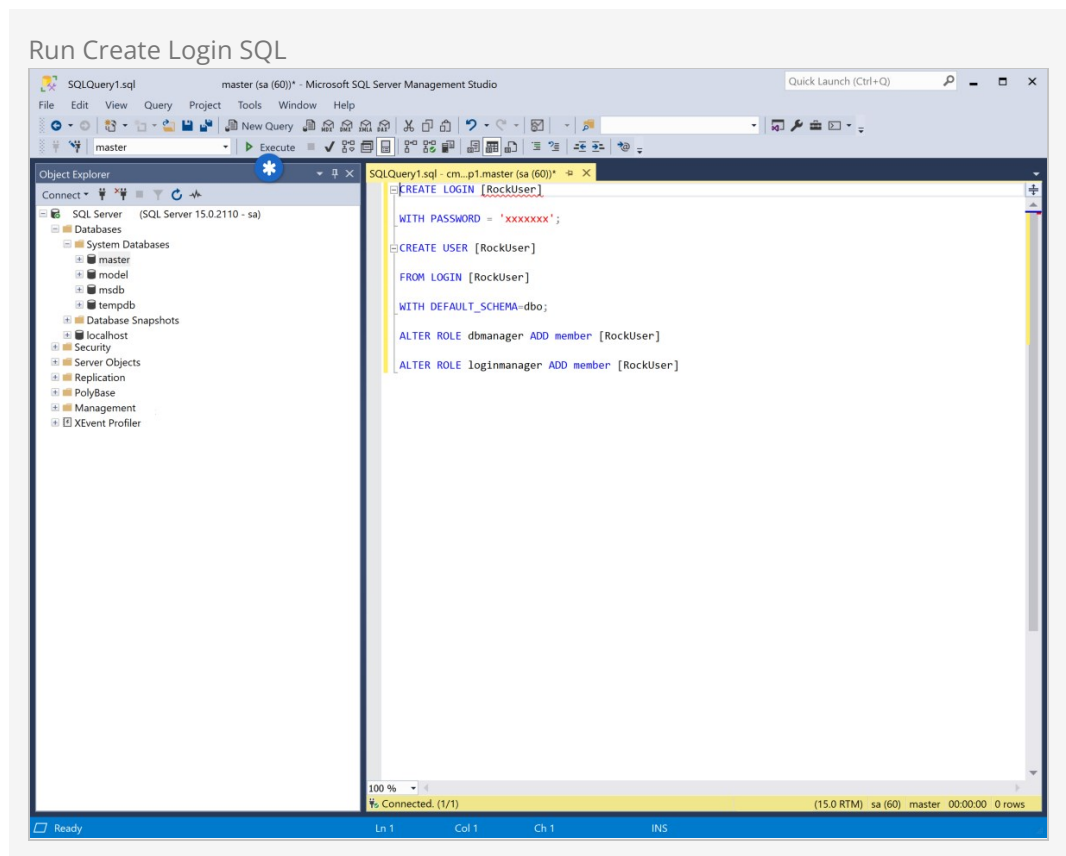 Run Create Login SQL
SQLQuery1.sql master (sa (60))* - Microsoft SQL Server Management Studio
Quick Launch (Ctrl+Q)
File Edit View Query Project Tools Window Help
New Query
master
Execute
Object Explorer
SQLQuery1.sql - cm...p1.master (sa (60))*
Connect
SQL Server (SQL Server 15.0.2110 - sa)
Databases
System Databases
master
model
msdb
tempdb
Database Snapshots
localhost
Security
Server Objects
Replication
PolyBase
Management
XEvent Profiler
CREATE LOGIN [RockUser]
WITH PASSWORD = 'xxxxxxx';
CREATE USER [RockUser]
FROM LOGIN [RockUser]
WITH DEFAULT_SCHEMA=dbo;
ALTER ROLE dbmanager ADD member [RockUser]
ALTER ROLE loginmanager ADD member [RockUser]
100 %
Connected. (1/1)
(15.0 RTM) sa (60) master 00:00:00 0 rows
Ready
Ln 1 Col 1 Ch 1 INS